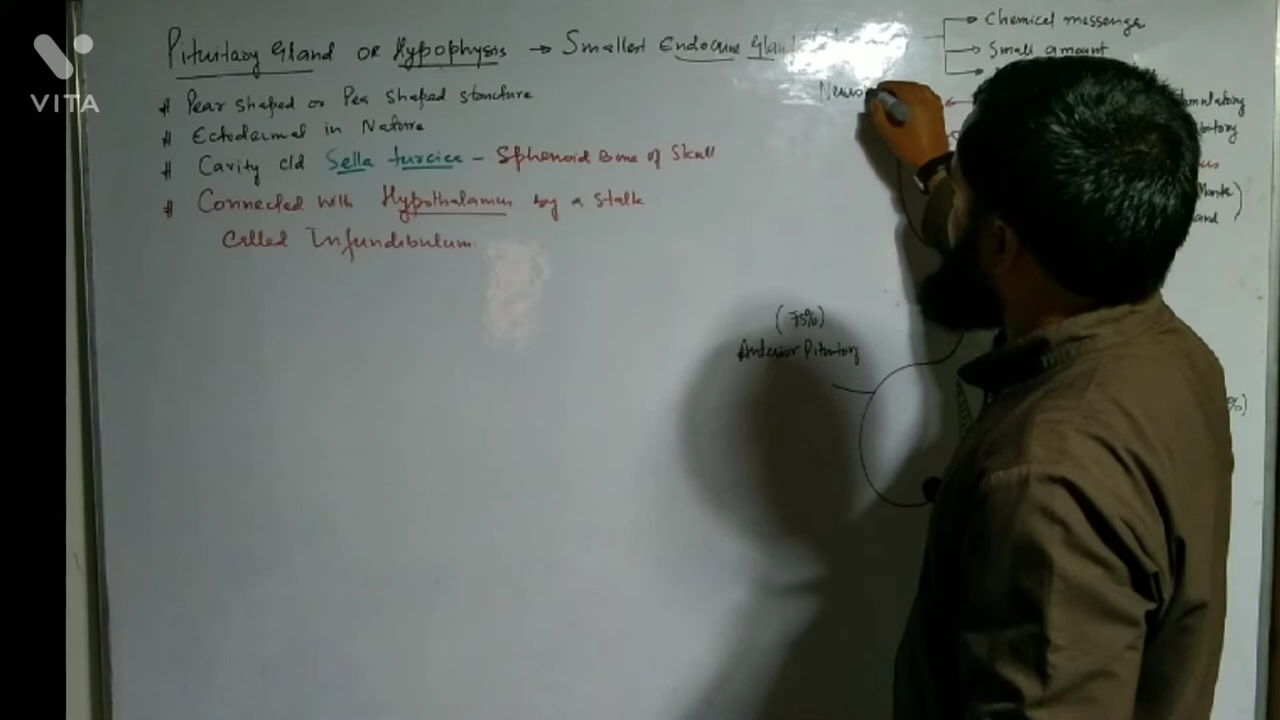 VITA
Pituitary Gland or Hypophysis → Smallest Endocrine Gland
# Pear shaped or Pea shaped structure
# Ectodermal in Nature
# Cavity c/d Sella turcica - Sphenoid Bone of Skull
# Connected with Hypothalamus by a Stalk
Called Infundibulum
→ Chemical messenger
→ Small amount
Neuro
(75%)
Anterior Pituitary